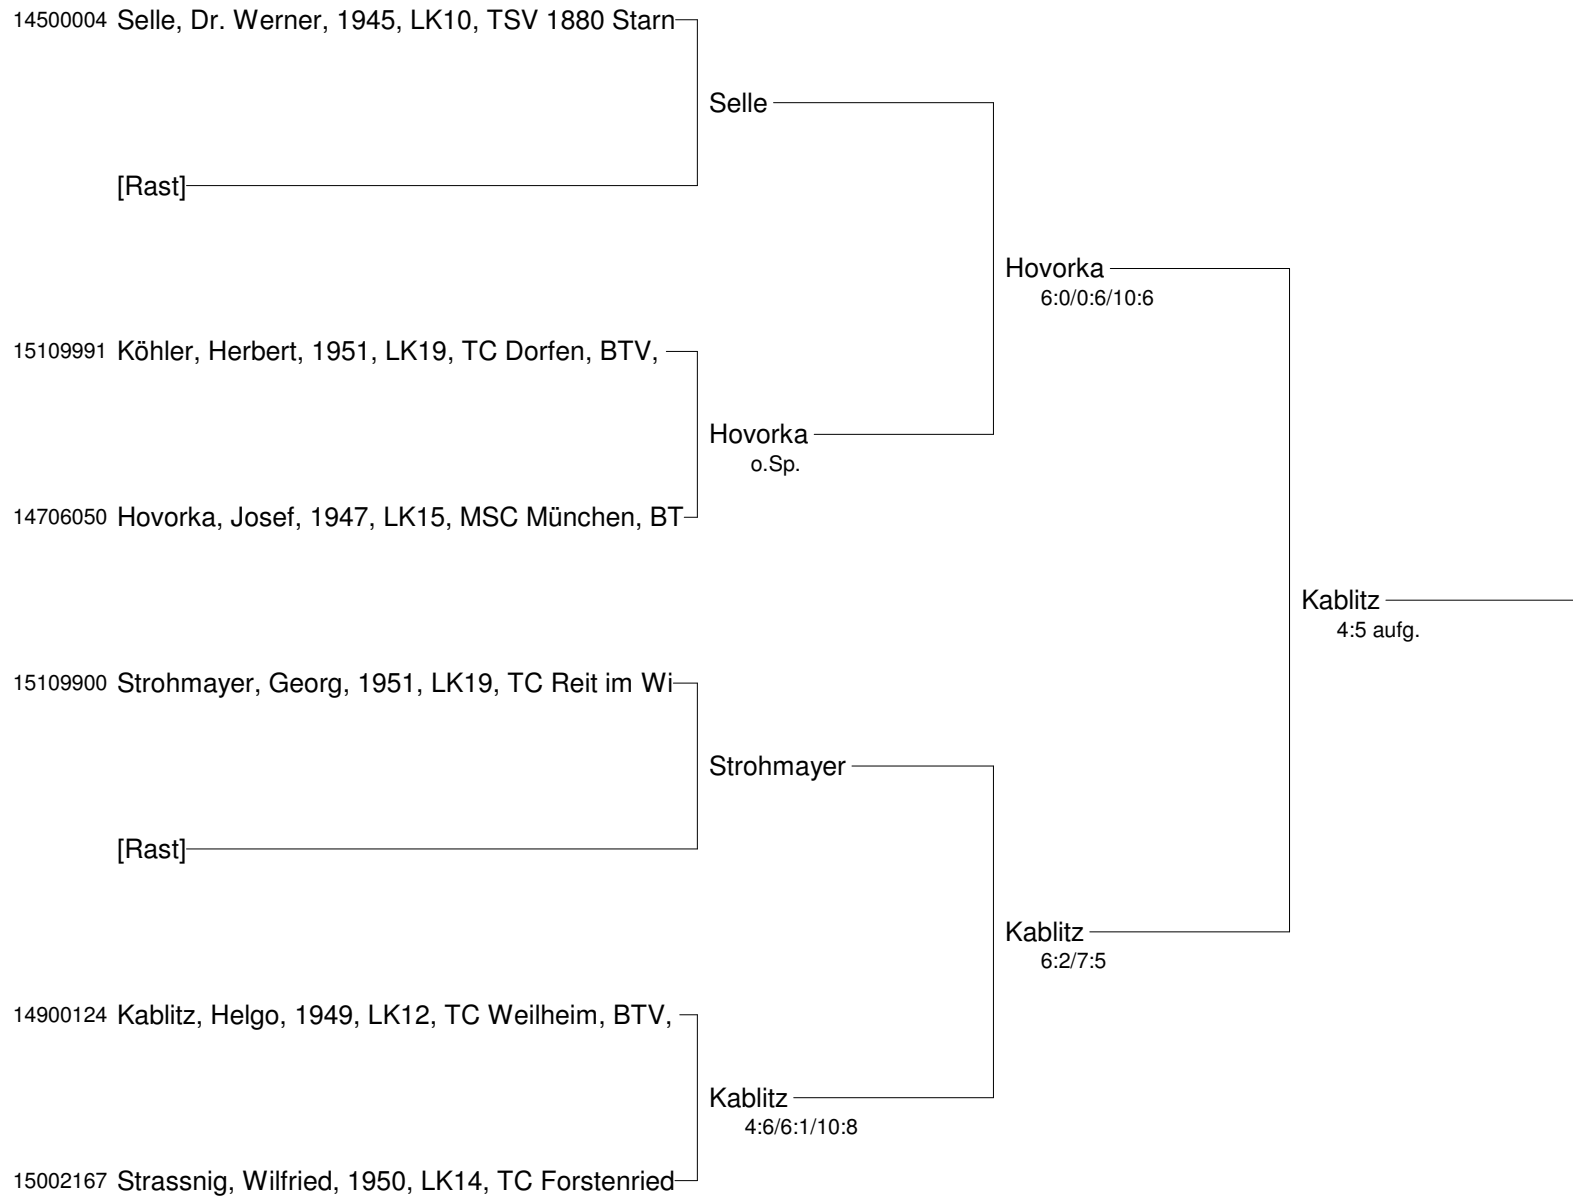 14500004 Selle, Dr. Werner, 1945, LK10, TSV 1880 Starn
Selle
[Rast]
Hovorka
6:0/0:6/10:6
15109991 Köhler, Herbert, 1951, LK19, TC Dorfen, BTV,
Hovorka
o.Sp.
14706050 Hovorka, Josef, 1947, LK15, MSC München, BT
Kablitz
4:5 aufg.
15109900 Strohmayer, Georg, 1951, LK19, TC Reit im Wi
Strohmayer
[Rast]
Kablitz
6:2/7:5
14900124 Kablitz, Helgo, 1949, LK12, TC Weilheim, BTV,
Kablitz
4:6/6:1/10:8
15002167 Strassnig, Wilfried, 1950, LK14, TC Forstenried